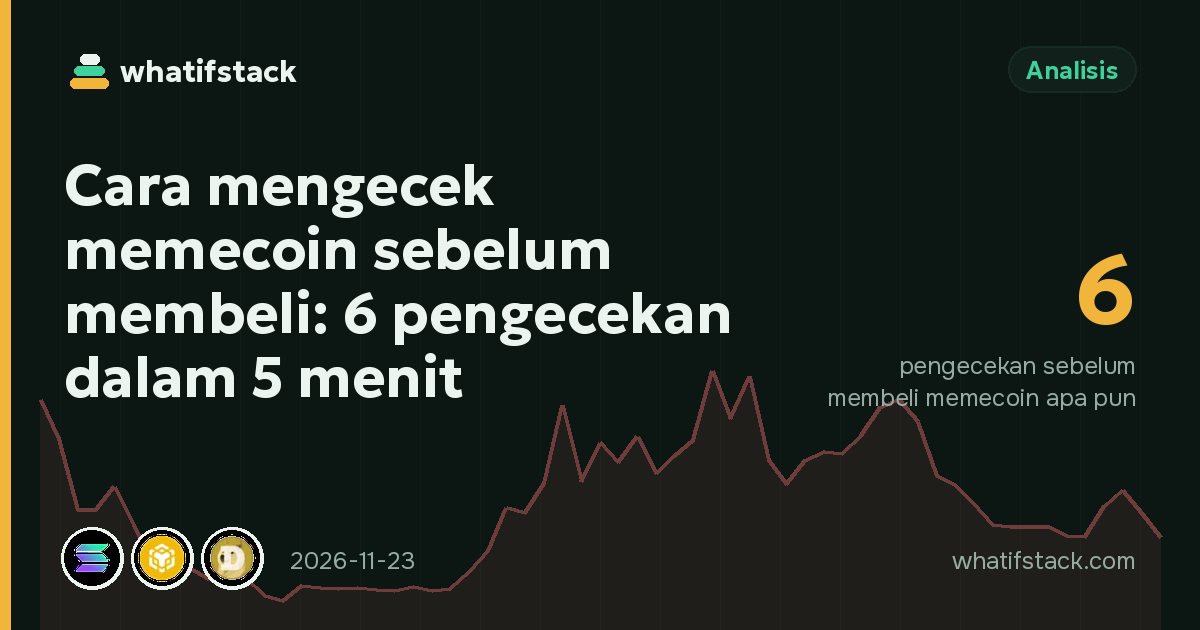 whatifstack
Analisis
Cara mengecek
memecoin sebelum
membeli: 6 pengecekan
dalam 5 menit
6
pengecekan sebelum
membeli memecoin apa pun
2026-11-23
whatifstack.com